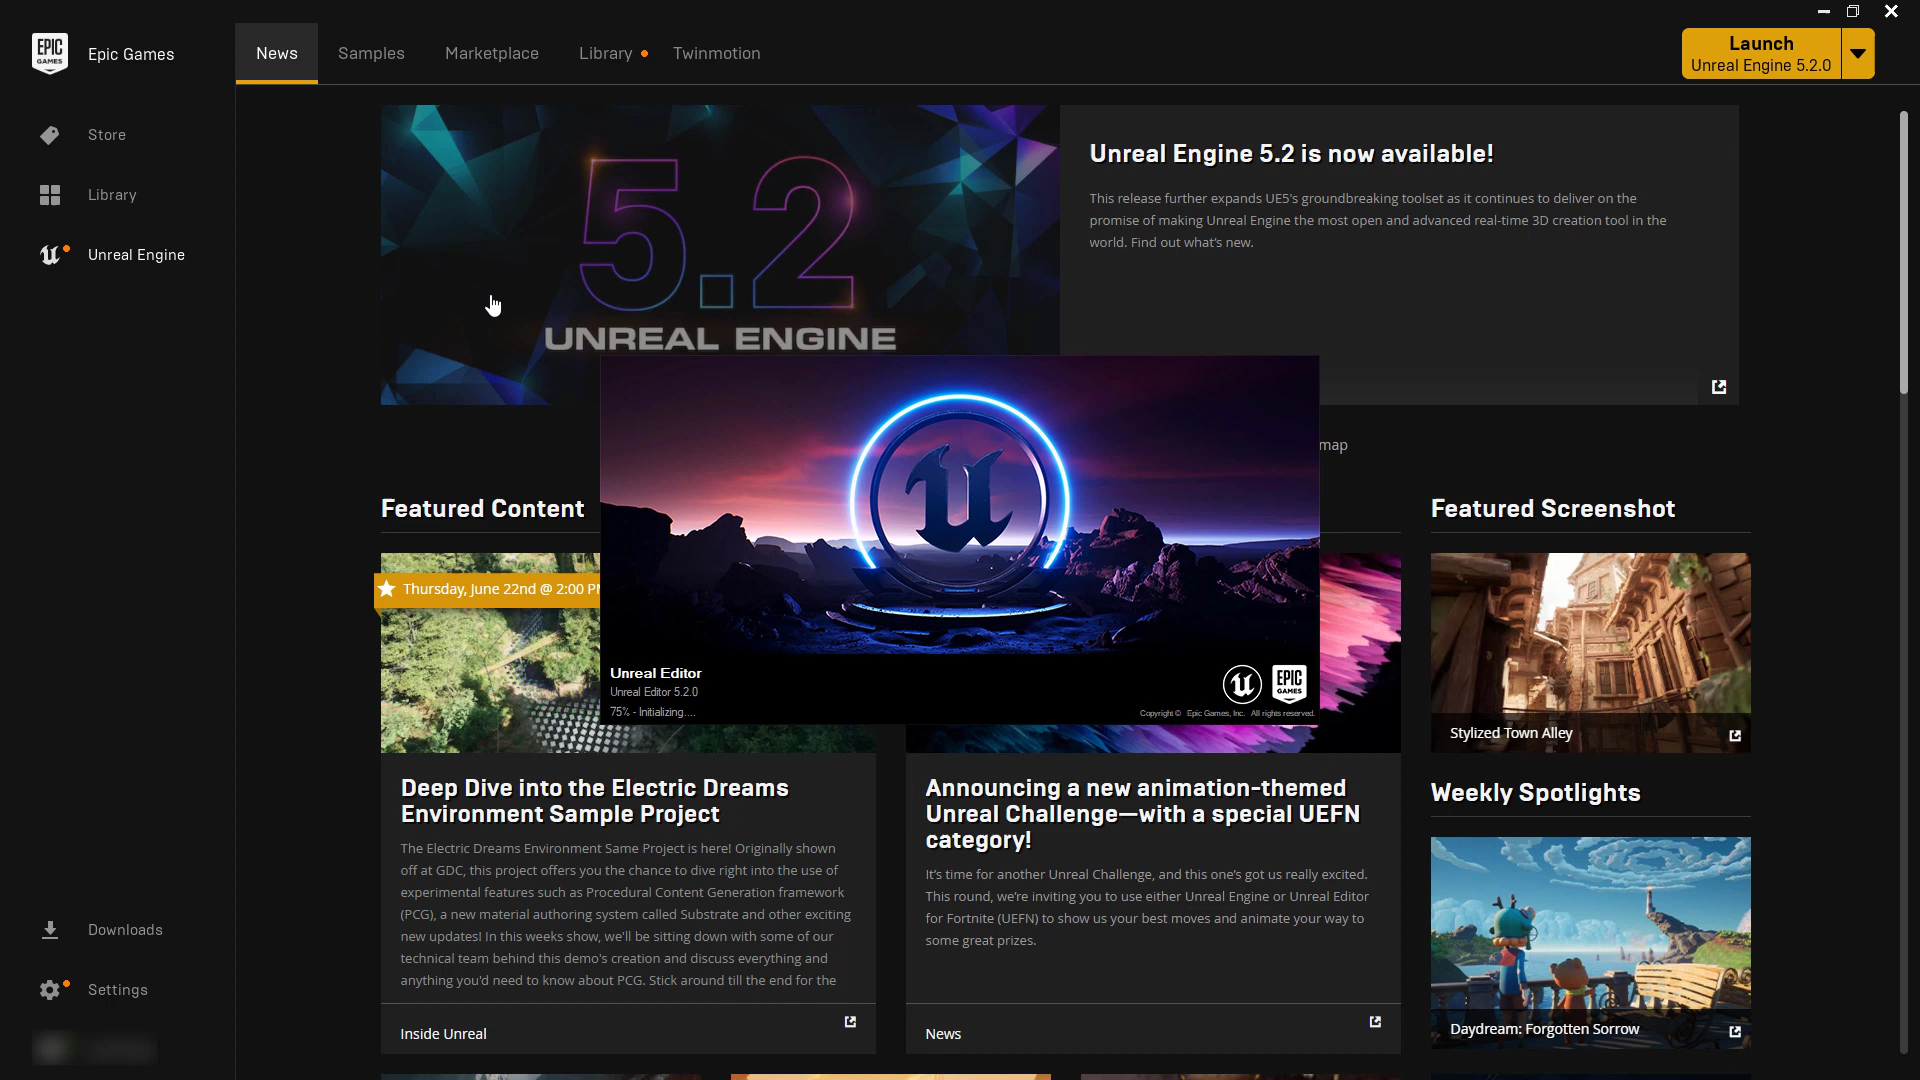 EPIC
GAMES
Epic Games
Store
Library
Unreal Engine
Downloads
Settings
News
Samples
Marketplace
Library
Twinmotion
Launch
Unreal Engine 5.2.0
5.2
UNREAL ENGINE
Unreal Engine 5.2 is now available!
This release further expands UE5's groundbreaking toolset as it continues to deliver on the
promise of making Unreal Engine the most open and advanced real-time 3D creation tool in the
world. Find out what's new.
map
Unreal Editor
Unreal Editor 5.2.0
75% - Initializing....
EPIC
GAMES
Copyright © Epic Games, Inc. All rights reserved.
Featured Content
Thursday, June 22nd @ 2:00 PM
Deep Dive into the Electric Dreams
Environment Sample Project
The Electric Dreams Environment Same Project is here! Originally shown
off at GDC, this project offers you the chance to dive right into the use of
experimental features such as Procedural Content Generation framework
(PCG), a new material authoring system called Substrate and other exciting
new updates! In this weeks show, we'll be sitting down with some of our
technical team behind this demo's creation and discuss everything and
anything you'd need to know about PCG. Stick around till the end for the
Inside Unreal
Announcing a new animation-themed
Unreal Challenge—with a special UEFN
category!
It's time for another Unreal Challenge, and this one's got us really excited.
This round, we're inviting you to use either Unreal Engine or Unreal Editor
for Fortnite (UEFN) to show us your best moves and animate your way to
some great prizes.
News
Featured Screenshot
Stylized Town Alley
Weekly Spotlights
Daydream: Forgotten Sorrow